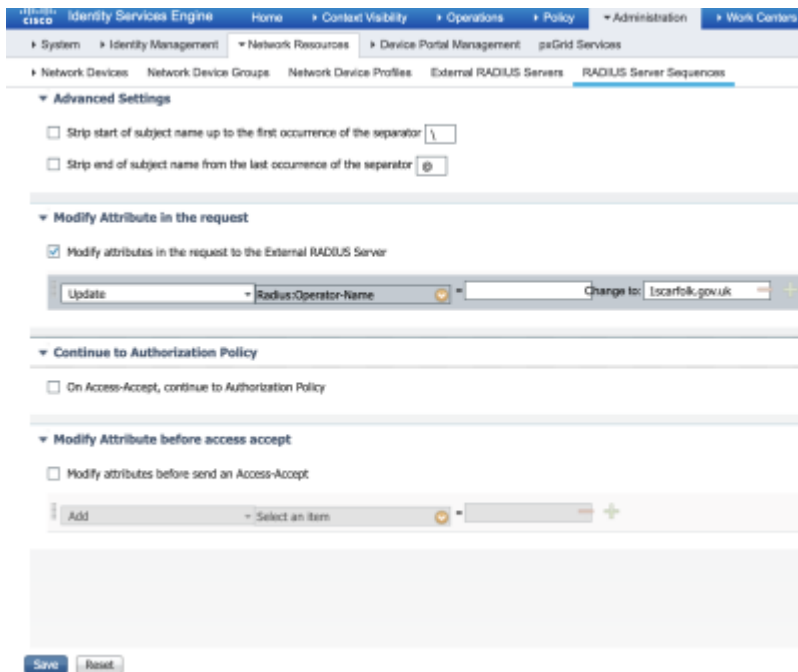 cisco Identity Services Engine Home Context Visibility Operations Policy Administration Work Centers
System Identity Management Network Resources Device Portal Management pxGrid Services
Network Devices Network Device Groups Network Device Profiles External RADIUS Servers RADIUS Server Sequences
Advanced Settings
Strip start of subject name up to the first occurrence of the separator \
Strip end of subject name from the last occurrence of the separator @
Modify Attribute in the request
Modify attributes in the request to the External RADIUS Server
Update Radius:Operator-Name = Change to: 1scarfolk.gov.uk
Continue to Authorization Policy
On Access-Accept, continue to Authorization Policy
Modify Attribute before access accept
Modify attributes before send an Access-Accept
Add Select an item =
Save Reset